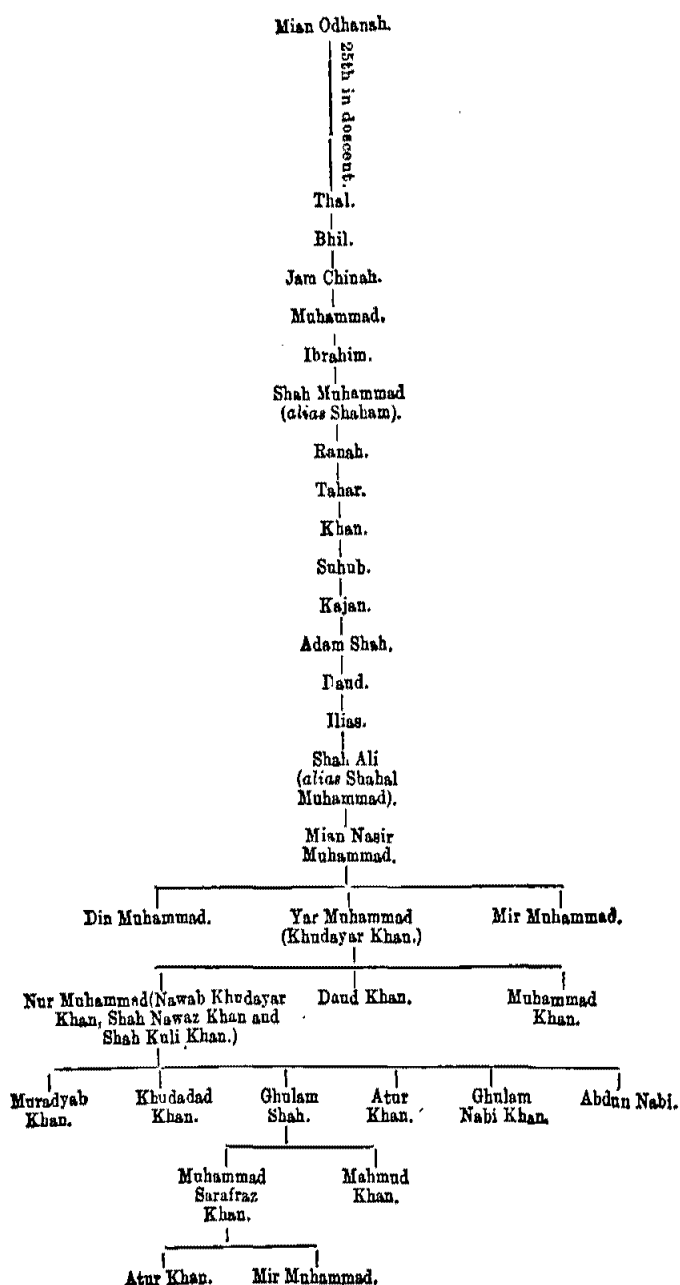 Mian Odhanah.
25th in descent.
Thal.
Bhil.
Jam Chinah.
Muhammad.
Ibrahim.
Shah Muhammad
(alias Shaham).
Ranah.
Tahar.
Khan.
Suhub.
Kajan.
Adam Shah.
Daud.
Ilias.
Shah Ali
(alias Shahal
Muhammad).
Mian Nasir
Muhammad.
Din Muhammad. Yar Muhammad Mir Muhammad.
(Khudayar Khan.)
Nur Muhammad (Nawab Khudayar Daud Khan. Muhammad
Khan, Shah Nawaz Khan and Khan.
Shah Kuli Khan.)
Muradyab Khudadad Ghulam Atur Ghulam Abdun Nabi.
Khan. Khan. Shah. Khan. Nabi Khan.
Muhammad Mahmud
Sarafraz Khan.
Khan.
Atur Khan. Mir Muhammad.